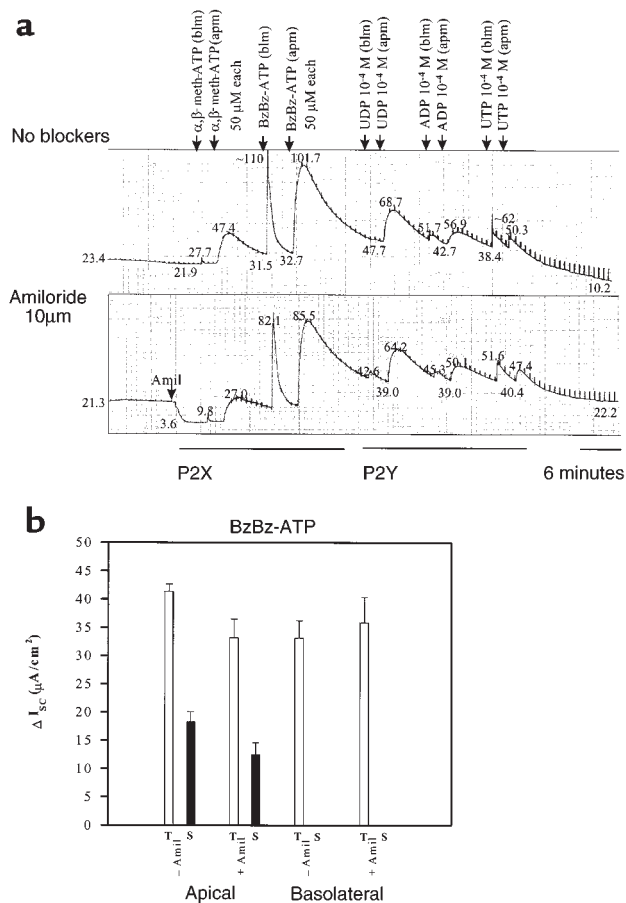 a
α,β- meth-ATP (blm)
α,β- meth-ATP(apm)
50 μM each
BzBz-ATP (blm)
BzBz-ATP (apm)
50 μM each
UDP 10-4 M (blm)
UDP 10-4 M (apm)
ADP 10-4 M (blm)
ADP 10-4 M (apm)
UTP 10-4 M (blm)
UTP 10-4 M (apm)
No blockers
~110
101.7
68.7
~62
47.4
51.7
56.9
50.3
23.4
27.7
21.9
31.5
32.7
47.7
42.7
38.4
10.2
Amiloride
10μm
82.1
85.5
64.2
Amil
42.6
45.3
50.1
51.6
47.4
21.3
9.8
27.0
3.6
39.0
39.0
40.4
22.2
P2X
P2Y
6 minutes
b
BzBz-ATP
Δ ISC (μA/cm2)
50
45
40
35
30
25
20
15
10
5
0
T S T S T S T S
– Amil
+ Amil
– Amil
+ Amil
Apical
Basolateral